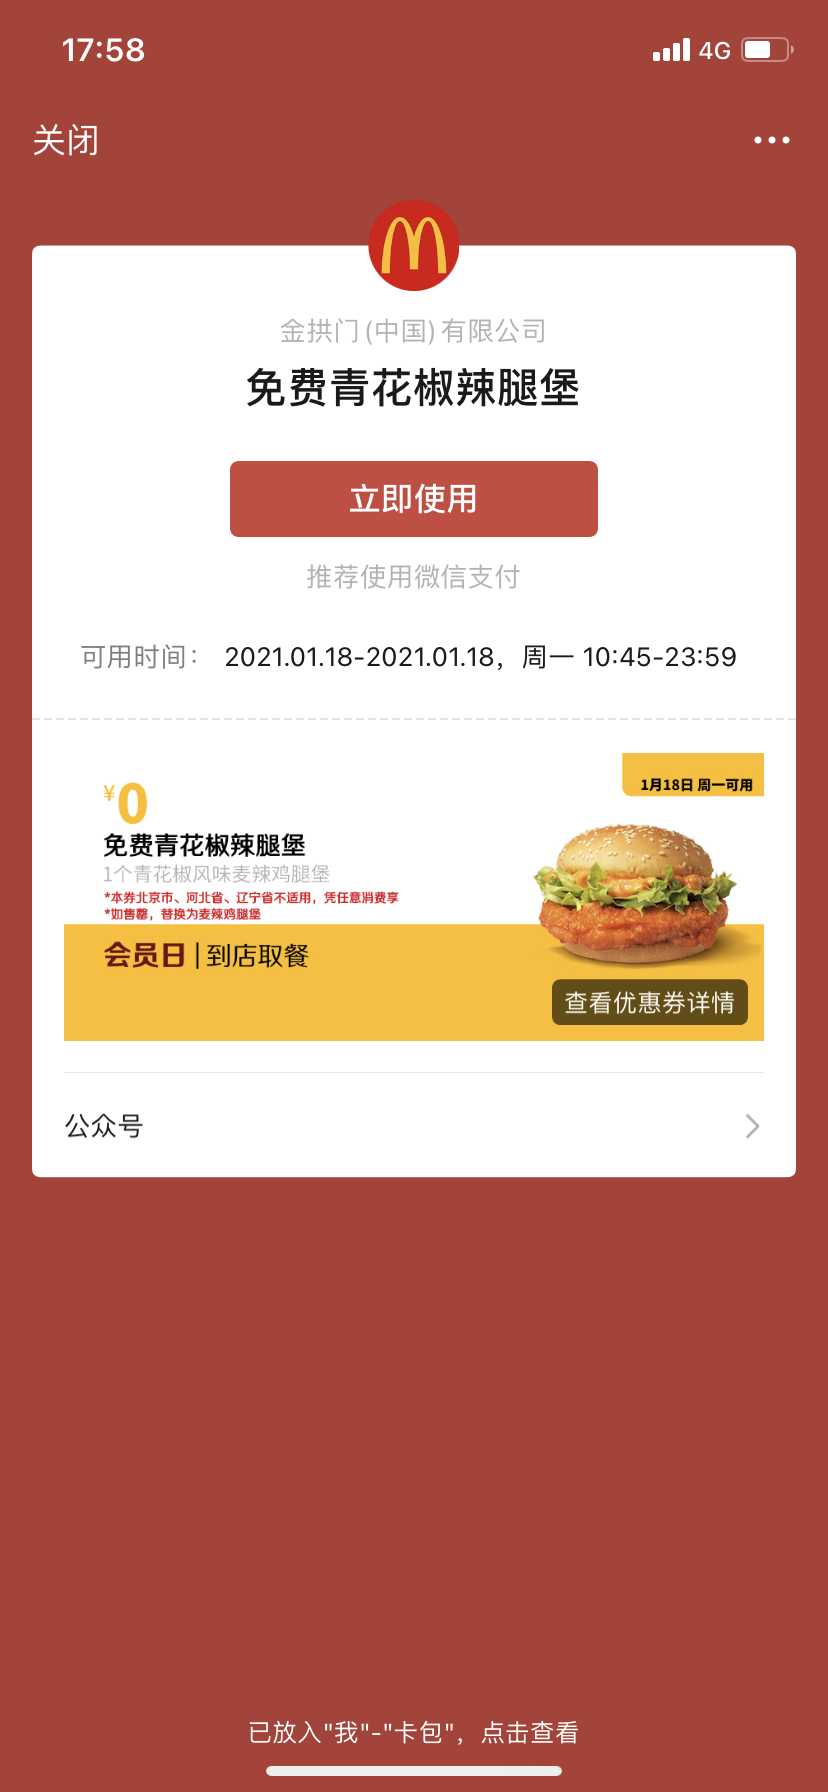 17:58
4G
关闭
金拱门(中国)有限公司
免费青花椒辣腿堡
立即使用
推荐使用微信支付
可用时间： 2021.01.18-2021.01.18，周一 10:45-23:59
1月18日 周一可用
¥0
免费青花椒辣腿堡
1个青花椒风味麦辣鸡腿堡
*本券北京市、河北省、辽宁省不适用，凭任意消费享
*如售罄，替换为麦辣鸡腿堡
会员日|到店取餐
查看优惠券详情
公众号
已放入"我"-"卡包"，点击查看